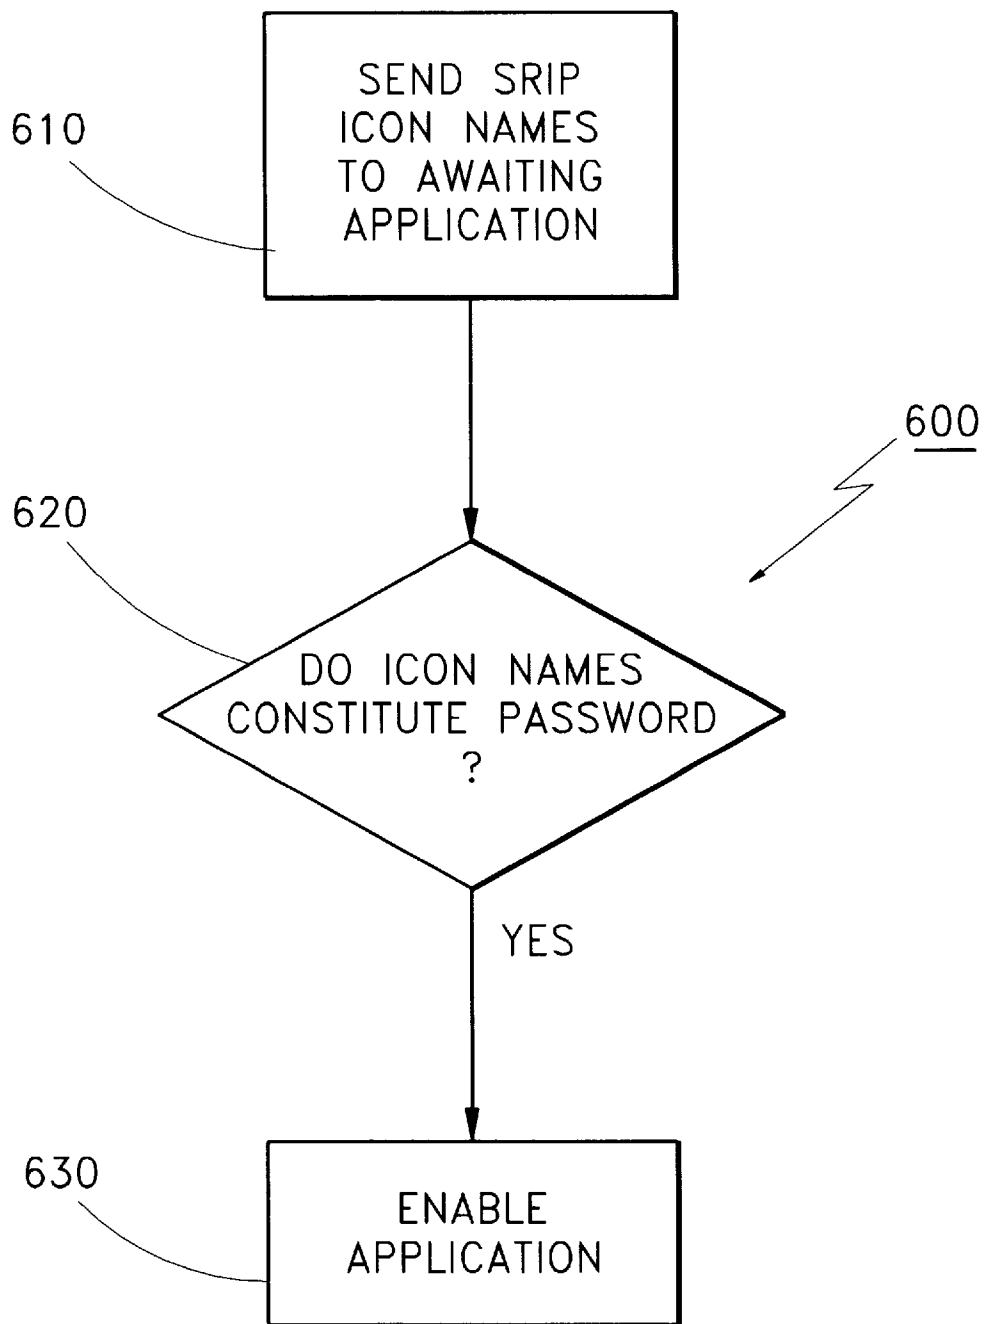 SEND SRIP
ICON NAMES
TO AWAITING
APPLICATION
610
600
620
DO ICON NAMES
CONSTITUTE PASSWORD
?
YES
630
ENABLE
APPLICATION